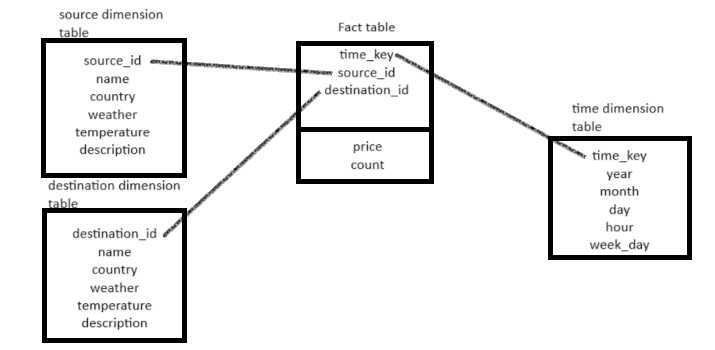 source dimension
table
source_id
name
country
weather
temperature
description
destination dimension
table
destination_id
name
country
weather
temperature
description
Fact table
time_key
source_id
destination_id
price
count
time dimension
table
time_key
year
month
day
hour
week_day